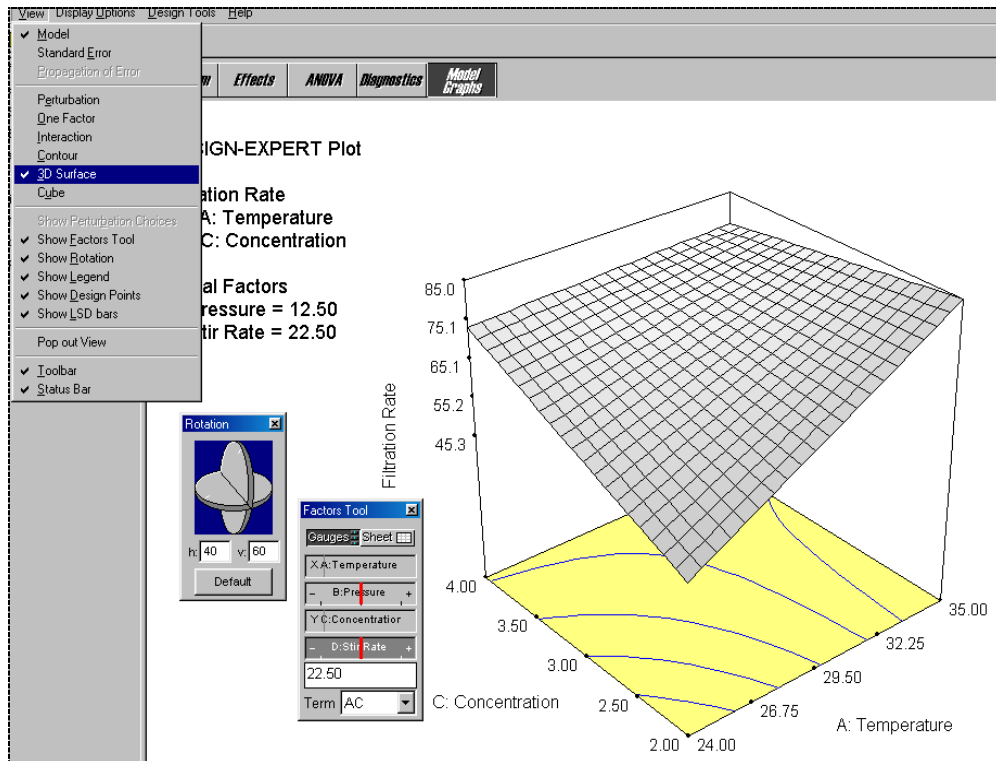 View Display Options Design Tools Help
Model
Standard Error
Propagation of Error
Perturbation
One Factor
Interaction
Contour
3D Surface
Cube
Show Perturbation Choices
Show Factors Tool
Show Rotation
Show Legend
Show Design Points
Show LSD bars
Pop out View
Toolbar
Status Bar
Effects ANOVA Diagnostics Model Graphs
SIGN-EXPERT Plot
ation Rate
A: Temperature
C: Concentration
al Factors
ressure = 12.50
tir Rate = 22.50
Rotation
h: 40 v: 60
Default
Factors Tool
Gauges Sheet
X A:Temperature
- B:Pressure +
Y C:Concentration
- D:Stir Rate +
22.50
Term AC
Filtration Rate
85.0
75.1
65.1
55.2
45.3
4.00
3.50
3.00
2.50
2.00
C: Concentration
24.00
26.75
29.50
32.25
35.00
A: Temperature